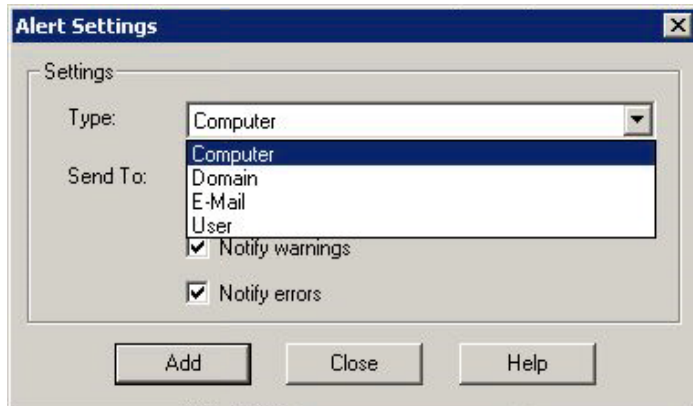 Alert Settings
Settings
Type:
Computer
Computer
Domain
Send To:
E-Mail
User
Notify warnings
Notify errors
Add
Close
Help